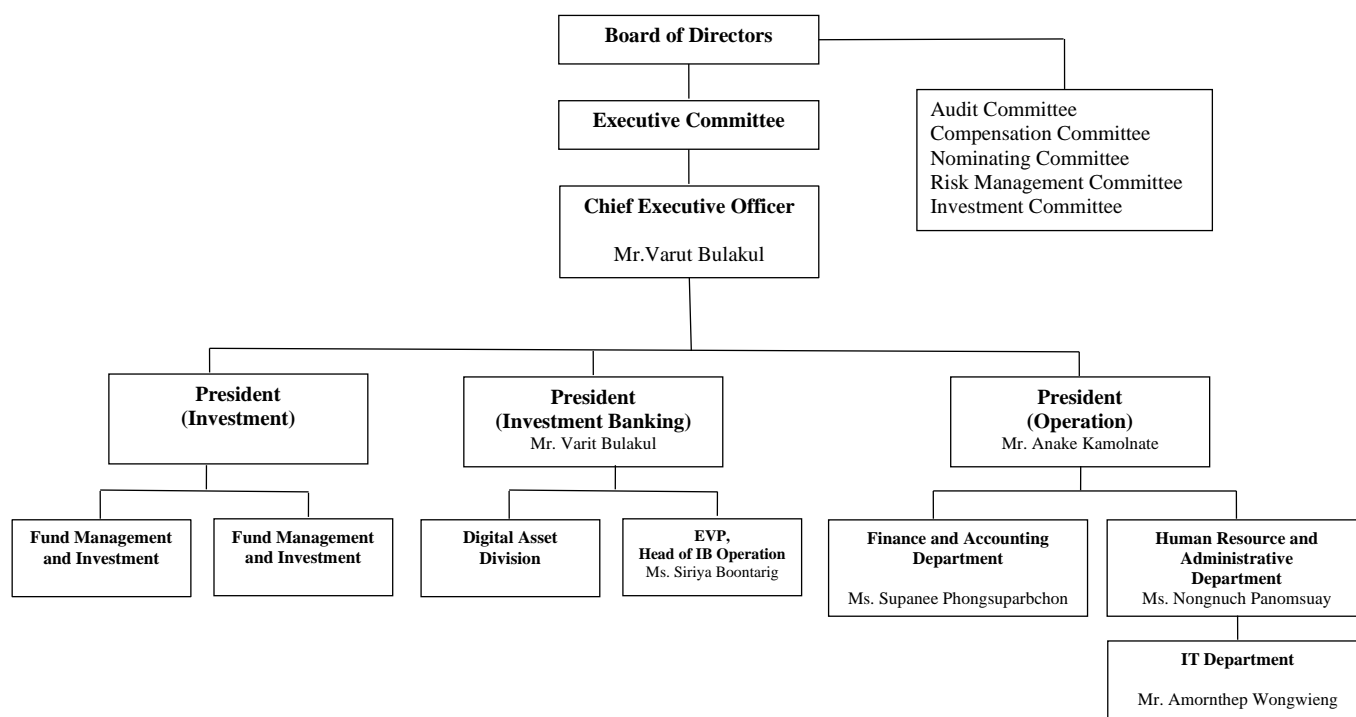 Board of Directors
Executive Committee
Audit Committee
Compensation Committee
Nominating Committee
Risk Management Committee
Investment Committee
Chief Executive Officer
Mr.Varut Bulakul
President
(Investment)
President
(Investment Banking)
Mr. Varit Bulakul
President
(Operation)
Mr. Anake Kamolnate
Fund Management
and Investment
Fund Management
and Investment
Digital Asset
Division
EVP,
Head of IB Operation
Ms. Siriya Boontarig
Finance and Accounting
Department
Ms. Supanee Phongsuparbchon
Human Resource and
Administrative
Department
Ms. Nongnuch Panomsuay
IT Department
Mr. Amornthep Wongwieng